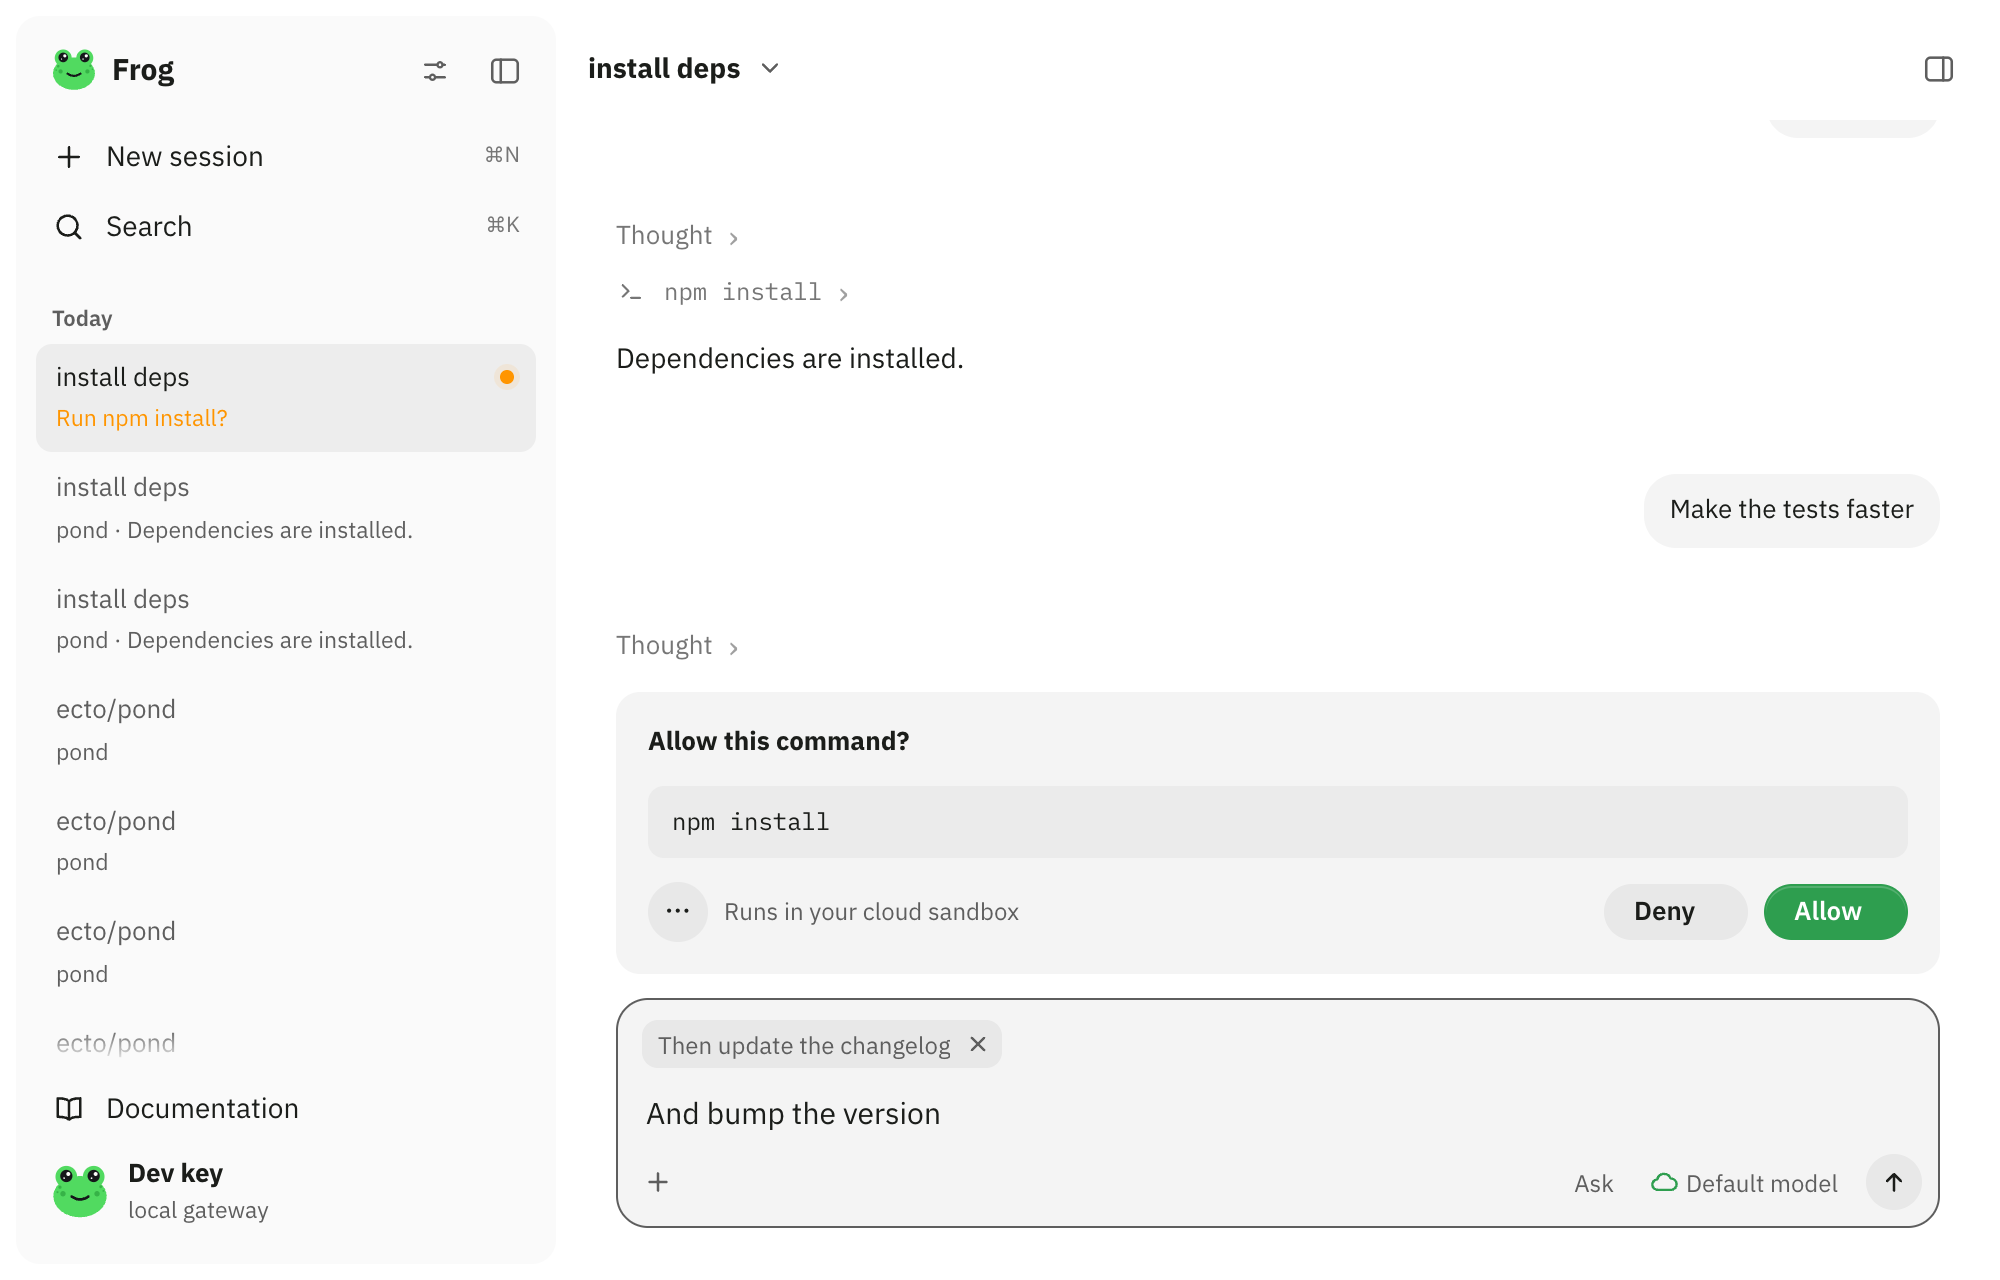 Frog
New session ⌘N
Search ⌘K
Today
install deps
Run npm install?
install deps
pond · Dependencies are installed.
install deps
pond · Dependencies are installed.
ecto/pond
pond
ecto/pond
pond
ecto/pond
pond
ecto/pond
Documentation
Dev key
local gateway
install deps
Thought
npm install
Dependencies are installed.
Make the tests faster
Thought
Allow this command?
npm install
Runs in your cloud sandbox
Deny
Allow
Then update the changelog
And bump the version
Ask
Default model